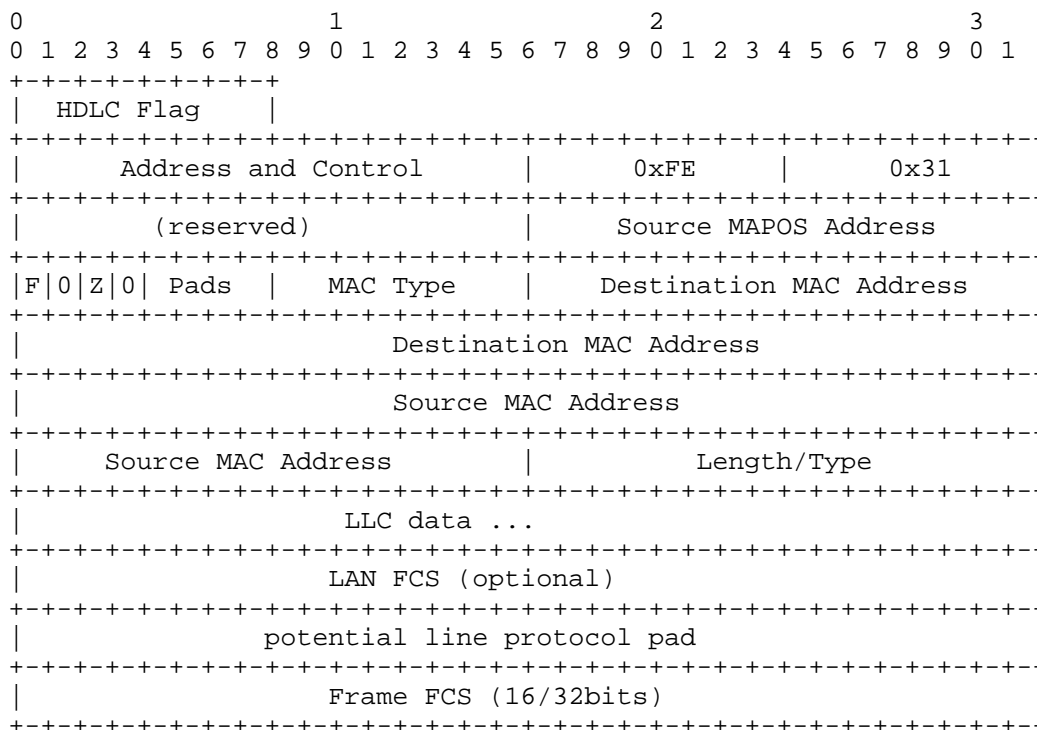 0                   1                   2                   3
0 1 2 3 4 5 6 7 8 9 0 1 2 3 4 5 6 7 8 9 0 1 2 3 4 5 6 7 8 9 0 1
+-+-+-+-+-+-+-+-+
|  HDLC Flag    |
+-+-+-+-+-+-+-+-+-+-+-+-+-+-+-+-+-+-+-+-+-+-+-+-+-+-+-+-+-+-+-+--
|      Address and Control      |      0xFE     |      0x31
+-+-+-+-+-+-+-+-+-+-+-+-+-+-+-+-+-+-+-+-+-+-+-+-+-+-+-+-+-+-+-+--
|        (reserved)             |     Source MAPOS Address
+-+-+-+-+-+-+-+-+-+-+-+-+-+-+-+-+-+-+-+-+-+-+-+-+-+-+-+-+-+-+-+--
|F|0|Z|0| Pads  |   MAC Type    |    Destination MAC Address
+-+-+-+-+-+-+-+-+-+-+-+-+-+-+-+-+-+-+-+-+-+-+-+-+-+-+-+-+-+-+-+--
|                       Destination MAC Address
+-+-+-+-+-+-+-+-+-+-+-+-+-+-+-+-+-+-+-+-+-+-+-+-+-+-+-+-+-+-+-+--
|                       Source MAC Address
+-+-+-+-+-+-+-+-+-+-+-+-+-+-+-+-+-+-+-+-+-+-+-+-+-+-+-+-+-+-+-+--
|     Source MAC Address        |          Length/Type
+-+-+-+-+-+-+-+-+-+-+-+-+-+-+-+-+-+-+-+-+-+-+-+-+-+-+-+-+-+-+-+--
|                    LLC data ...
+-+-+-+-+-+-+-+-+-+-+-+-+-+-+-+-+-+-+-+-+-+-+-+-+-+-+-+-+-+-+-+--
|                   LAN FCS (optional)
+-+-+-+-+-+-+-+-+-+-+-+-+-+-+-+-+-+-+-+-+-+-+-+-+-+-+-+-+-+-+-+--
|               potential line protocol pad
+-+-+-+-+-+-+-+-+-+-+-+-+-+-+-+-+-+-+-+-+-+-+-+-+-+-+-+-+-+-+-+--
|                   Frame FCS (16/32bits)
+-+-+-+-+-+-+-+-+-+-+-+-+-+-+-+-+-+-+-+-+-+-+-+-+-+-+-+-+-+-+-+--